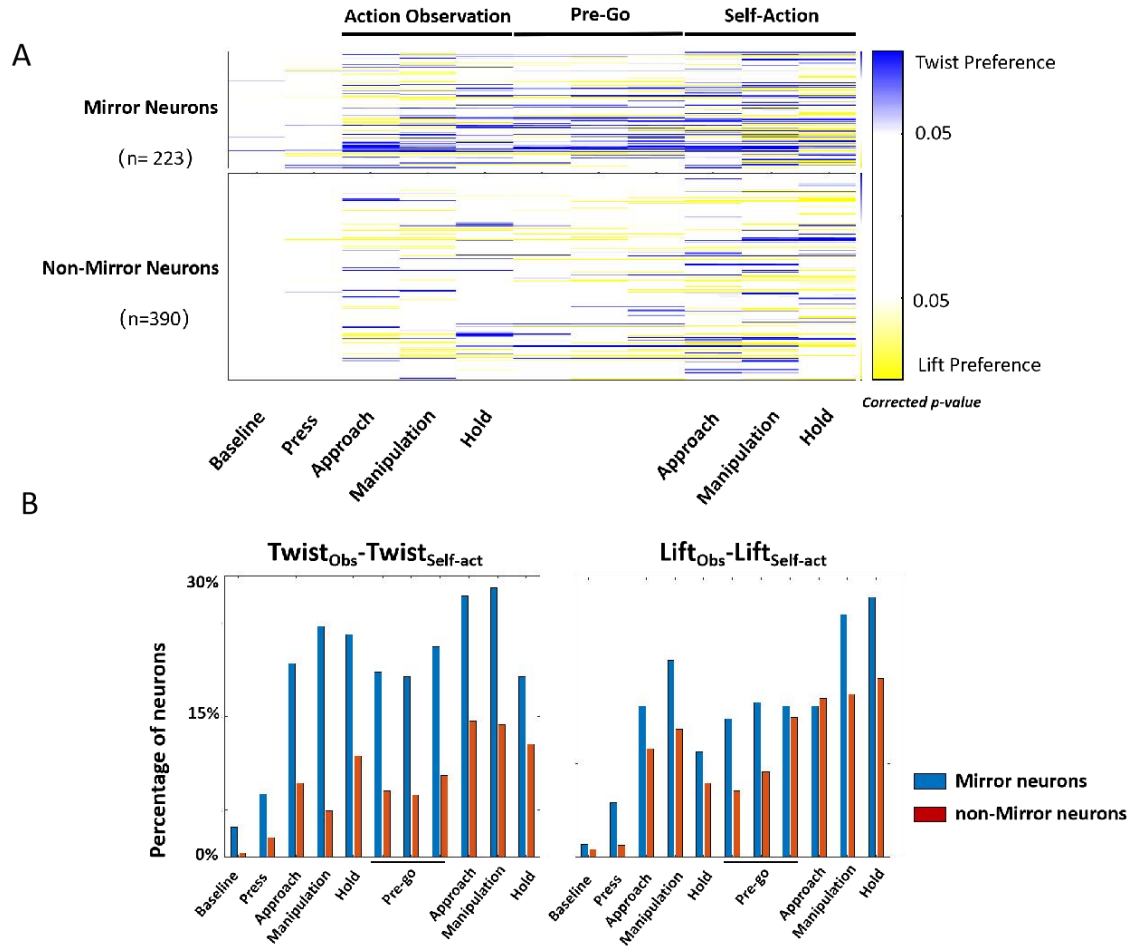 Action Observation Pre-Go Self-Action
A
Twist Preference
Mirror Neurons
0.05
(n= 223)
Non-Mirror Neurons
0.05
(n=390)
Lift Preference
Corrected p-value
Baseline Press Approach Manipulation Hold Approach Manipulation Hold
B
TwistObs-TwistSelf-act LiftObs-LiftSelf-act
30%
15%
0%
Percentage of neurons
Mirror neurons
non-Mirror neurons
Baseline Press Approach Manipulation Hold Pre-go Approach Manipulation Hold
Baseline Press Approach Manipulation Hold Pre-go Approach Manipulation Hold